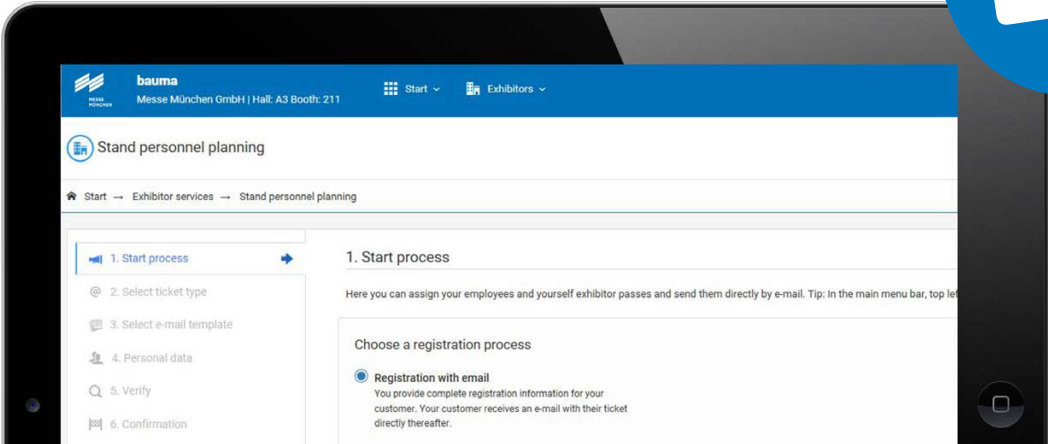 bauma
MESSE
MÜNCHEN
Messe München GmbH | Hall: A3 Booth: 211
Start
Exhibitors
Stand personnel planning
Start → Exhibitor services → Stand personnel planning
1. Start process
@ 2. Select ticket type
3. Select e-mail template
4. Personal data
5. Verify
6. Confirmation
1. Start process
Here you can assign your employees and yourself exhibitor passes and send them directly by e-mail. Tip: In the main menu bar, top lef
Choose a registration process
Registration with email
You provide complete registration information for your
customer. Your customer receives an e-mail with their ticket
directly thereafter.